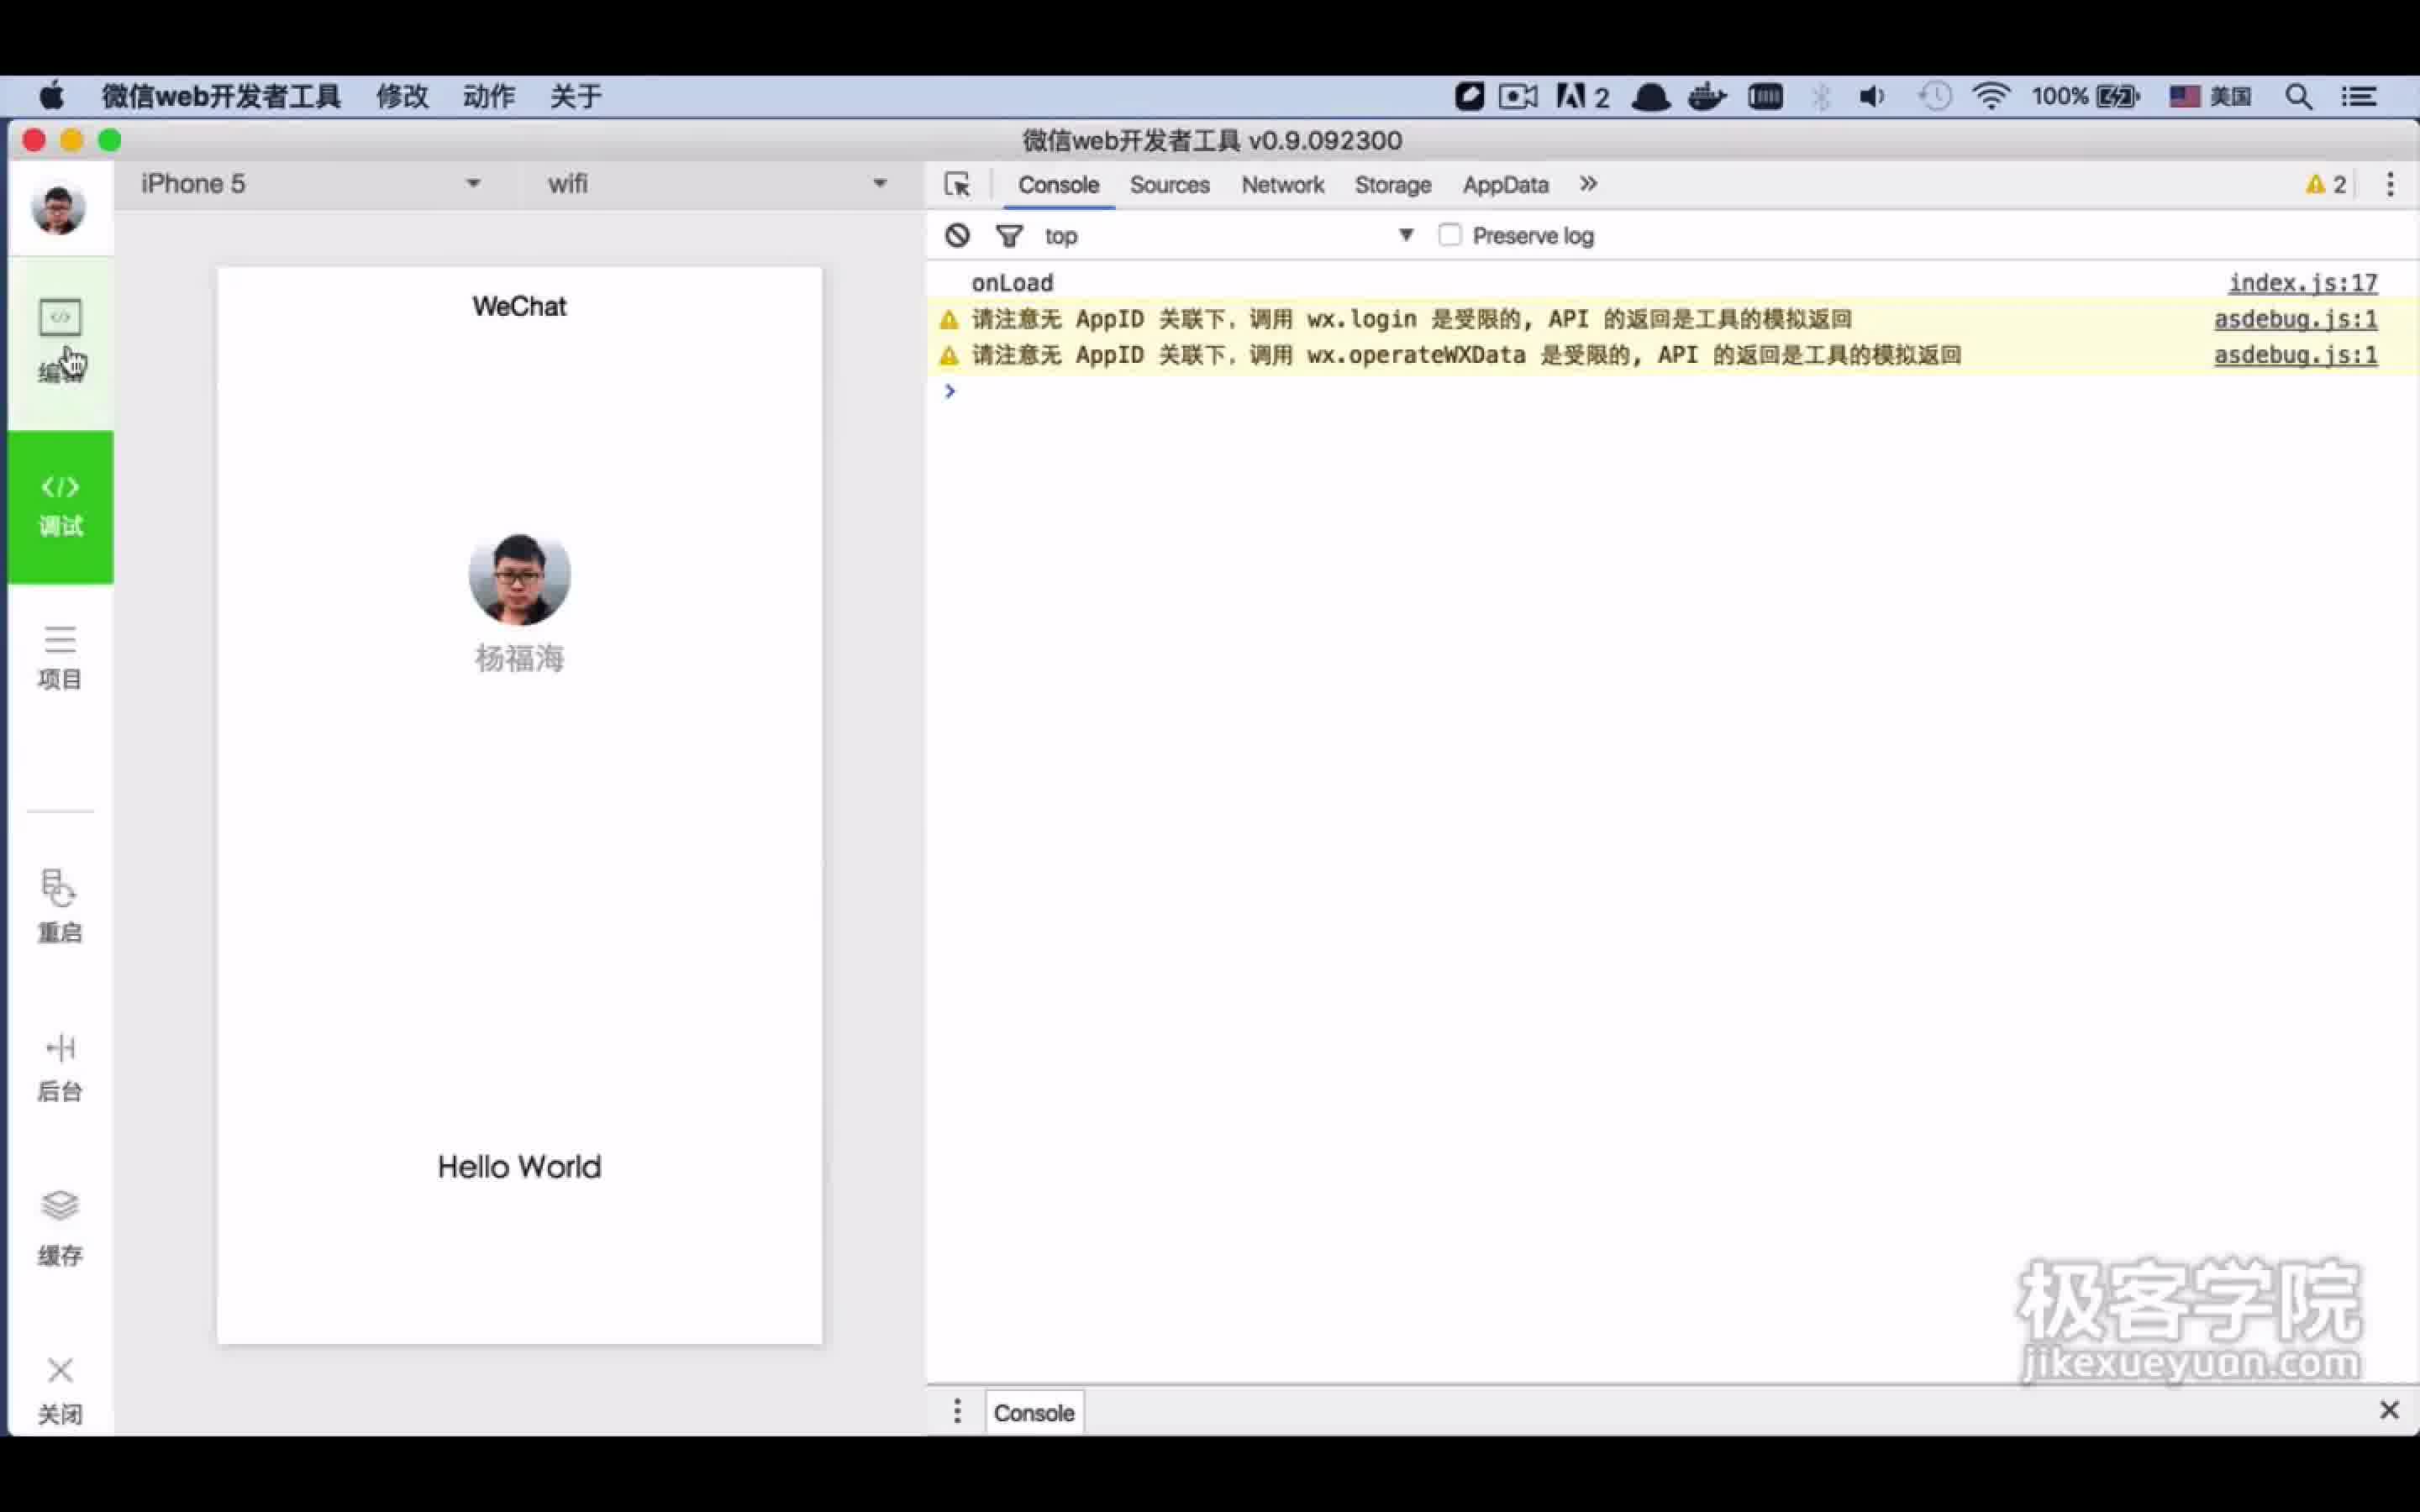 微信web开发者工具 修改 动作 关于 2 100% 美国
微信web开发者工具 v0.9.092300
iPhone 5 wifi
Console Sources Network Storage AppData 2
top Preserve log
onLoad index.js:17
请注意无 AppID 关联下，调用 wx.login 是受限的, API 的返回是工具的模拟返回 asdebug.js:1
请注意无 AppID 关联下，调用 wx.operateWXData 是受限的, API 的返回是工具的模拟返回 asdebug.js:1
编辑
调试
项目
重启
后台
缓存
关闭
WeChat
杨福海
Hello World
极客学院
jikexueyuan.com
Console